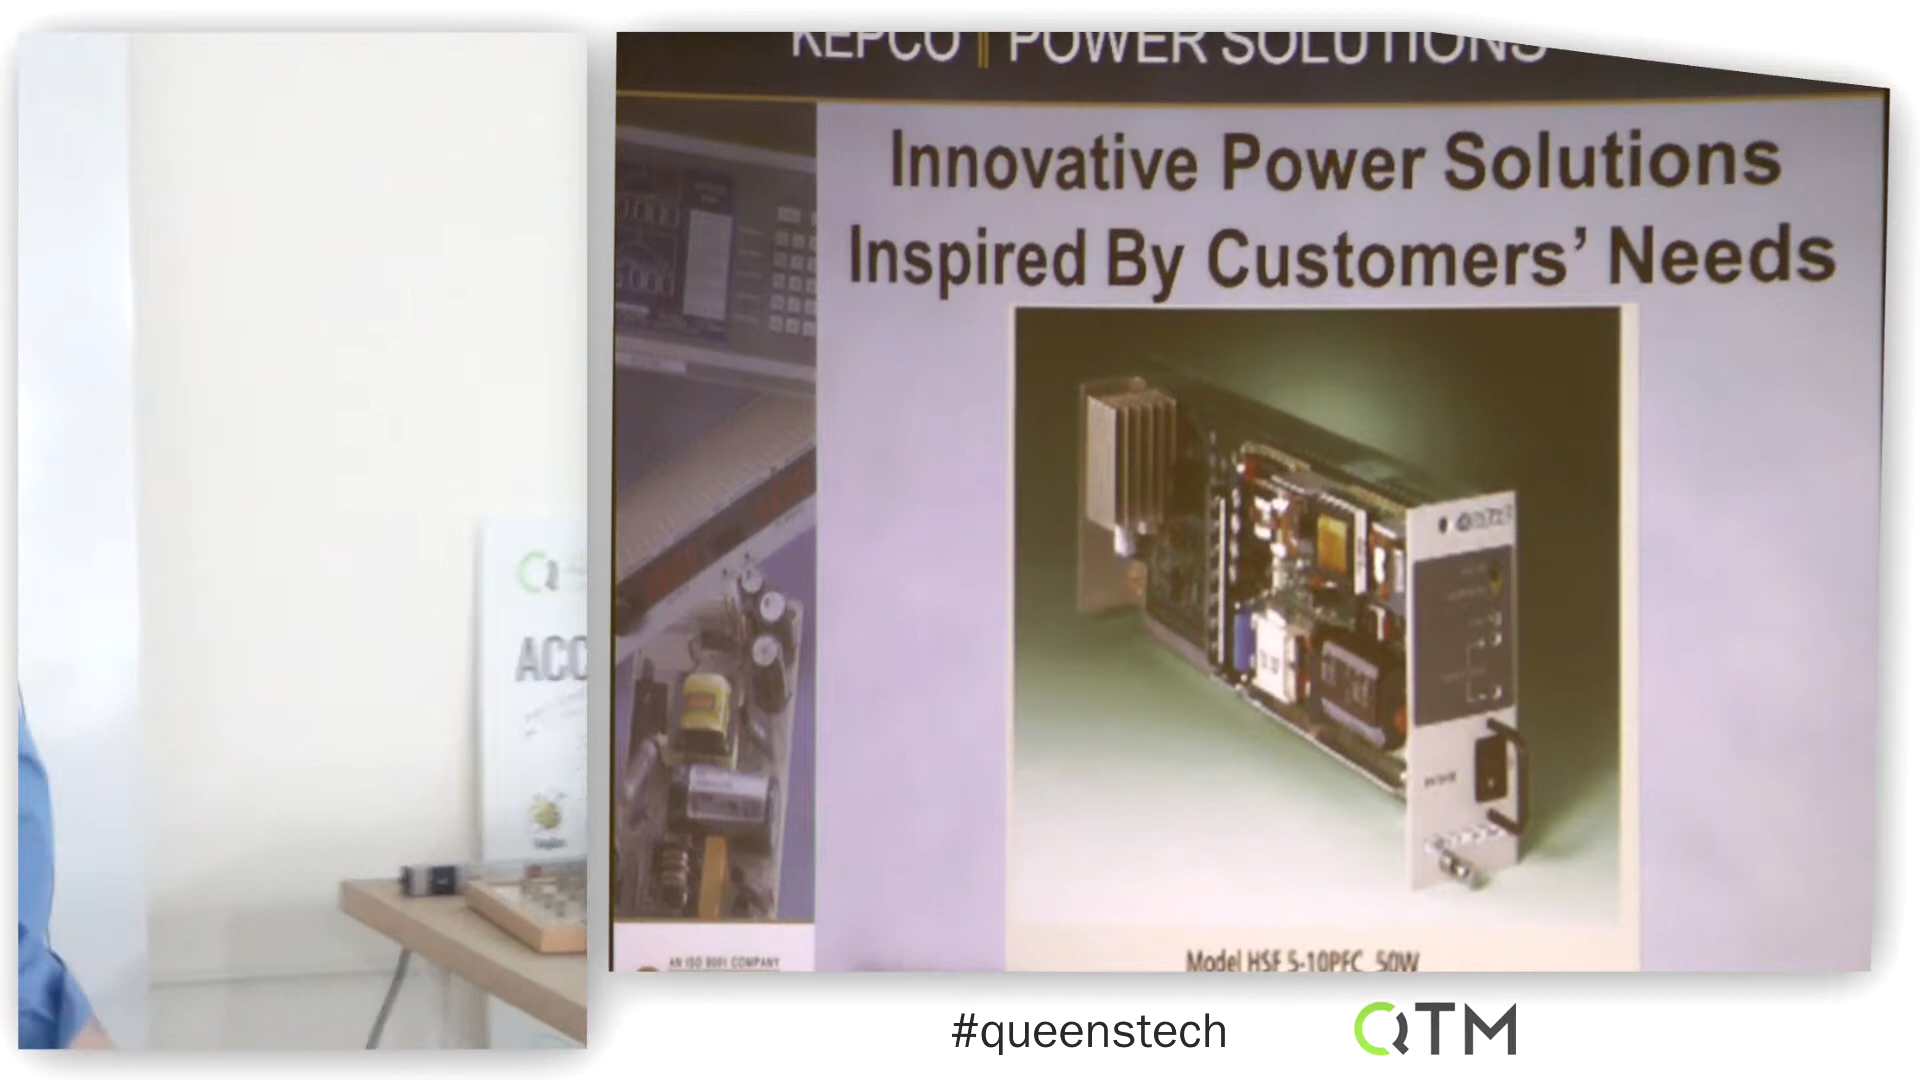 KEPCO || POWER SOLUTIONS
Innovative Power Solutions
Inspired By Customers’ Needs
AN ISO 9001 COMPANY
Model HSF 5-10PFC 50W
ACC
#queenstech
QTM